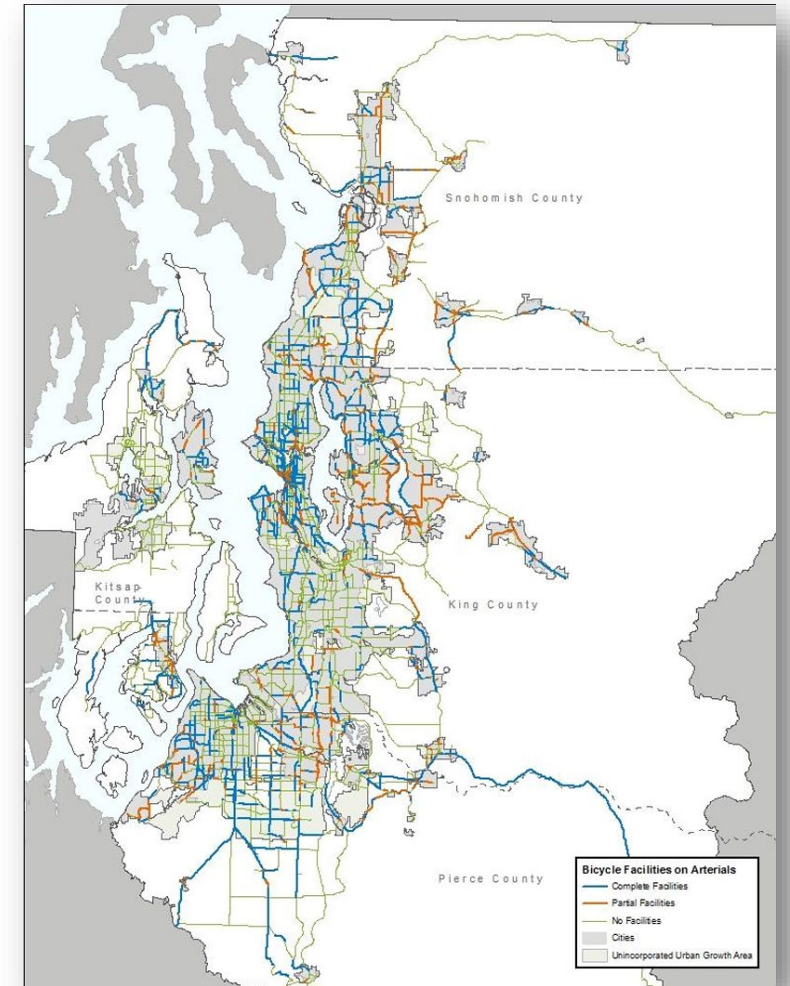 Snohomish County
Kitsap
County
King County
Pierce County
Bicycle Facilities on Arterials
Complete Facilities
Partial Facilities
No Facilities
Cities
Unincorporated Urban Growth Area